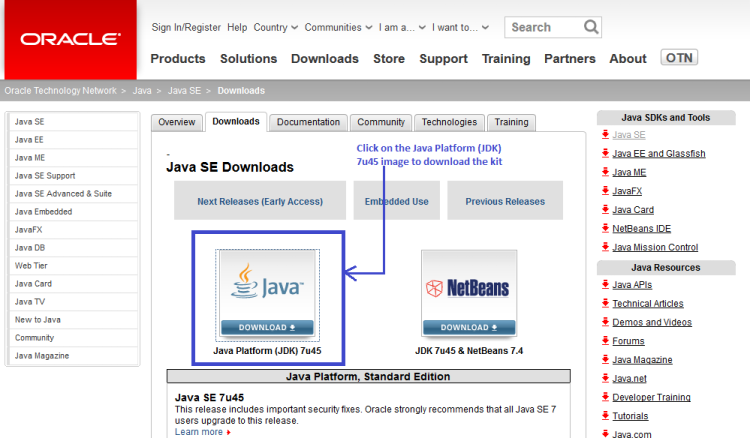 ORACLE
Sign In/Register Help Country Communities I am a... I want to... Search
Products Solutions Downloads Store Support Training Partners About OTN
Oracle Technology Network > Java > Java SE > Downloads
Java SE
Java EE
Java ME
Java SE Support
Java SE Advanced & Suite
Java Embedded
JavaFX
Java DB
Web Tier
Java Card
Java TV
New to Java
Community
Java Magazine
Overview Downloads Documentation Community Technologies Training
Click on the Java Platform (JDK)
7u45 image to download the kit
Java SE Downloads
Next Releases (Early Access) Embedded Use Previous Releases
Java
DOWNLOAD
Java Platform (JDK) 7u45
NetBeans
DOWNLOAD
JDK 7u45 & NetBeans 7.4
Java Platform, Standard Edition
Java SE 7u45
This release includes important security fixes. Oracle strongly recommends that all Java SE 7
users upgrade to this release.
Learn more
Java SDKs and Tools
Java SE
Java EE and Glassfish
Java ME
JavaFX
Java Card
NetBeans IDE
Java Mission Control
Java Resources
Java APIs
Technical Articles
Demos and Videos
Forums
Java Magazine
Java.net
Developer Training
Tutorials
Java.com